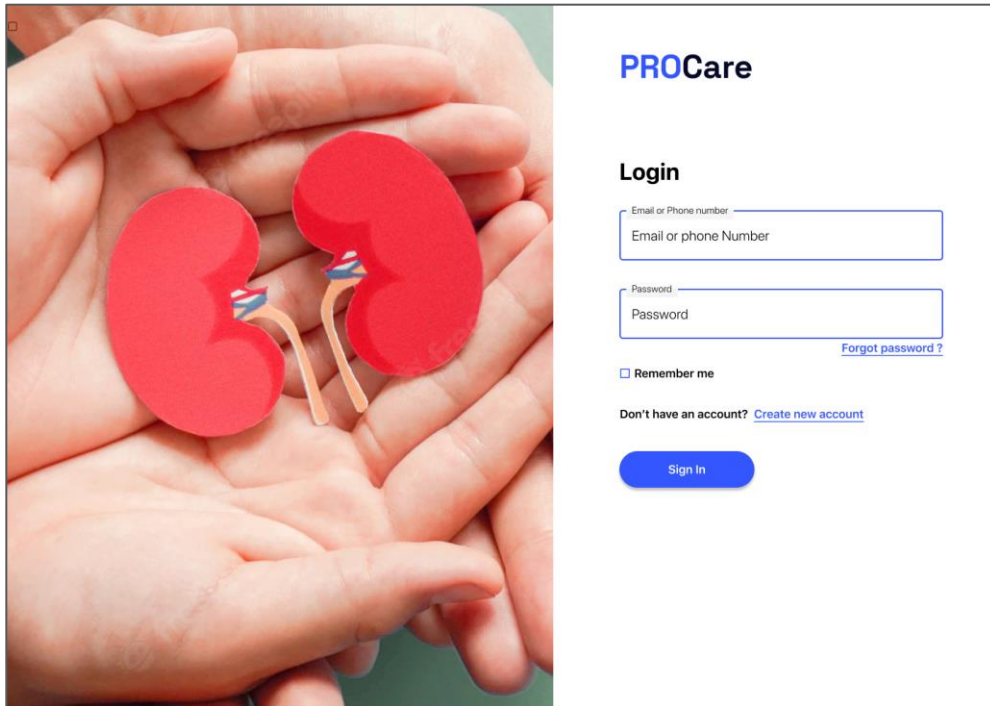 PROCare
Login
Email or Phone number
Email or phone Number
Password
Password
Forgot password ?
Remember me
Don't have an account? Create new account
Sign In